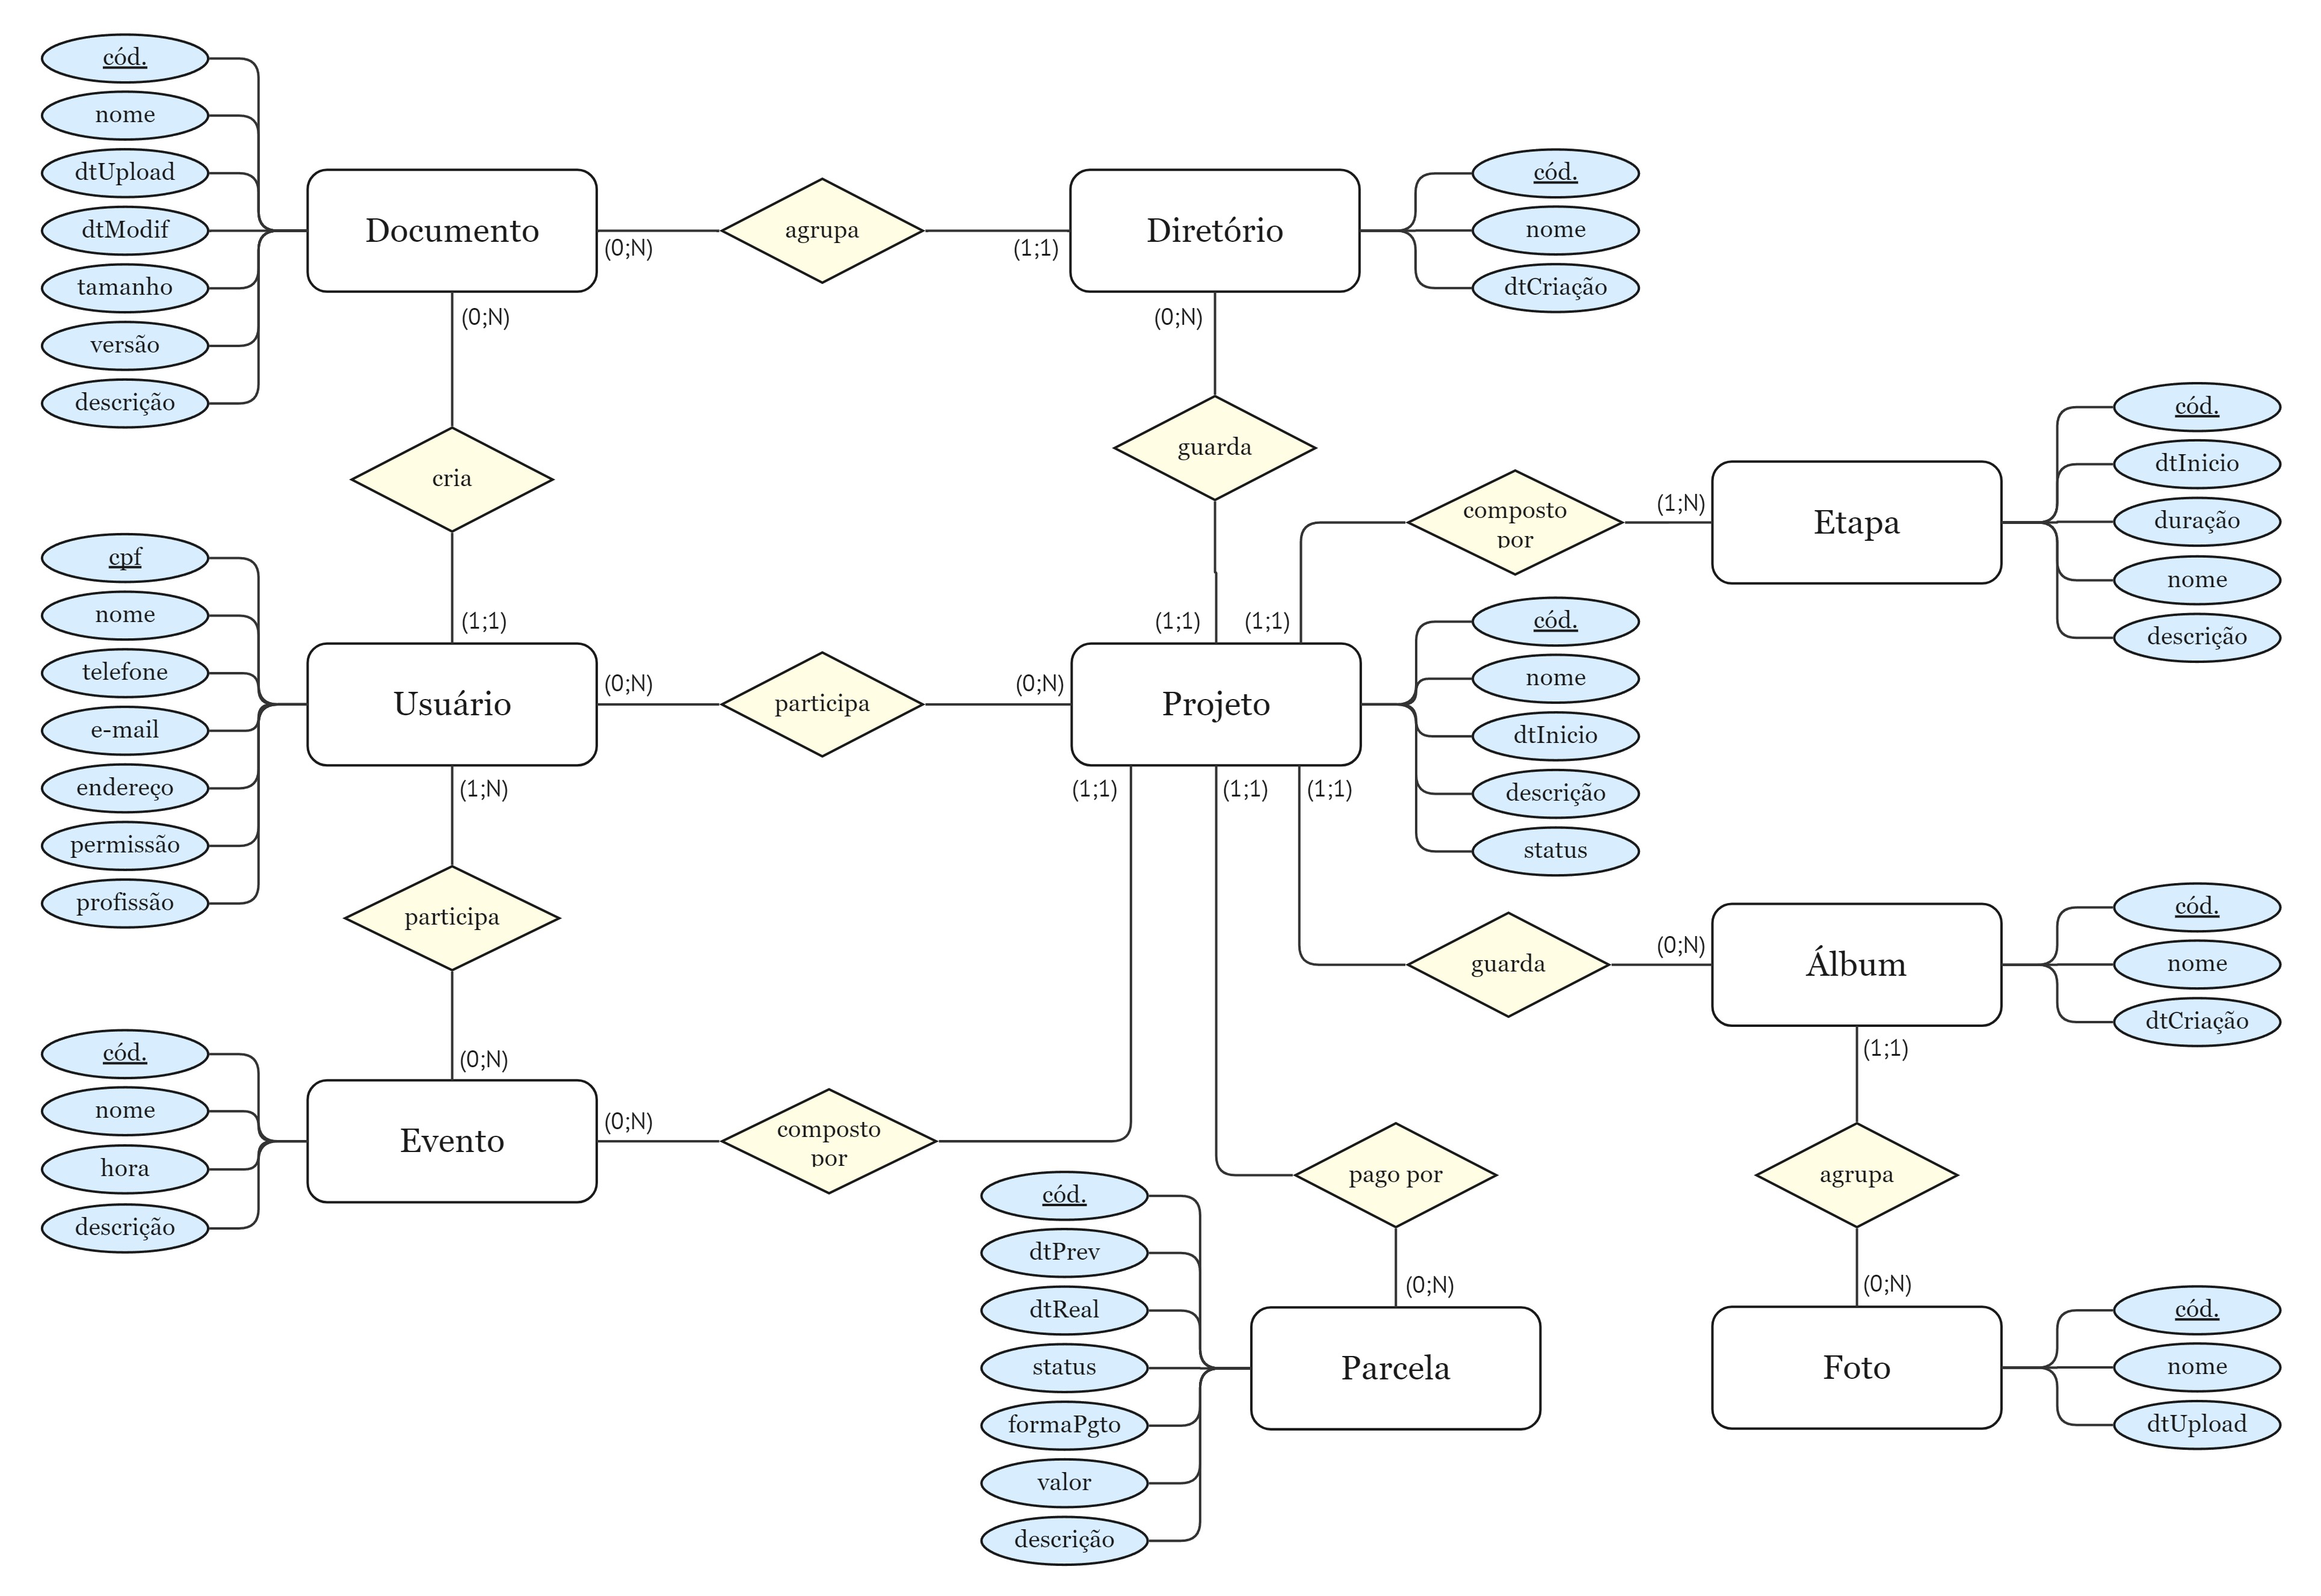 cód.
nome
dtUpload
dtModif
tamanho
versão
descrição
Documento
(0;N)
agrupa
(1;1)
Diretório
cód.
nome
dtCriação
(0;N)
cria
(1;1)
(0;N)
guarda
(1;1)
(1;1)
composto
por
(1;N)
Etapa
cód.
dtInicio
duração
nome
descrição
cpf
nome
telefone
e-mail
endereço
permissão
profissão
Usuário
(0;N)
participa
(0;N)
Projeto
cód.
nome
dtInicio
descrição
status
(1;N)
participa
(0;N)
(1;1)
(1;1)
(1;1)
guarda
(0;N)
Álbum
cód.
nome
dtCriação
cód.
nome
hora
descrição
Evento
(0;N)
composto
por
pago por
(0;N)
(1;1)
agrupa
(0;N)
cód.
dtPrev
dtReal
status
formaPgto
valor
descrição
Parcela
Foto
cód.
nome
dtUpload